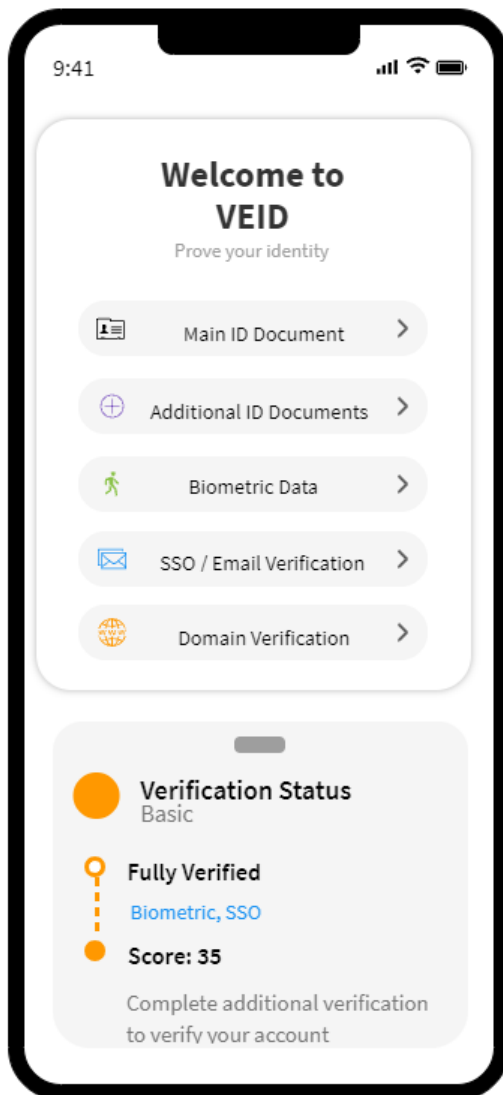 9:41
Welcome to
VEID
Prove your identity
Main ID Document
Additional ID Documents
Biometric Data
SSO / Email Verification
WWW
Domain Verification
Verification Status
Basic
Fully Verified
Biometric, SSO
Score: 35
Complete additional verification
to verify your account